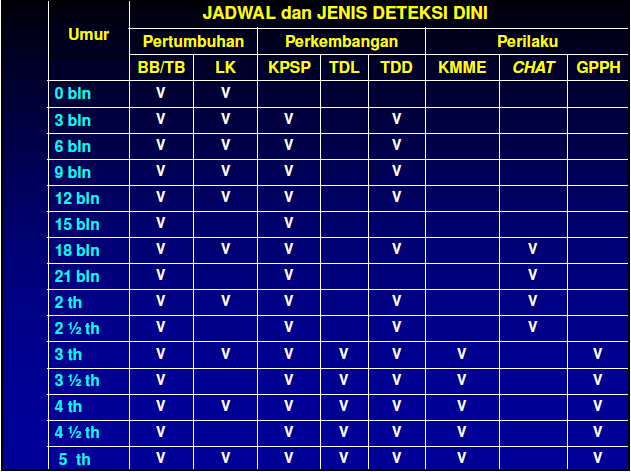 JADWAL dan JENIS DETEKSI DINI
Umur
Pertumbuhan Perkembangan Perilaku
BB/TB LK KPSP TDL TDD KMME CHAT GPPH
0 bln V V
3 bln V V V V
6 bln V V V V
9 bln V V V V
12 bln V V V V
15 bln V V
18 bln V V V V V
21 bln V V V
2 th V V V V V
2 ½ th V V V V
3 th V V V V V V V
3 ½ th V V V V V V
4 th V V V V V V V
4 ½ th V V V V V V
5 th V V V V V V V